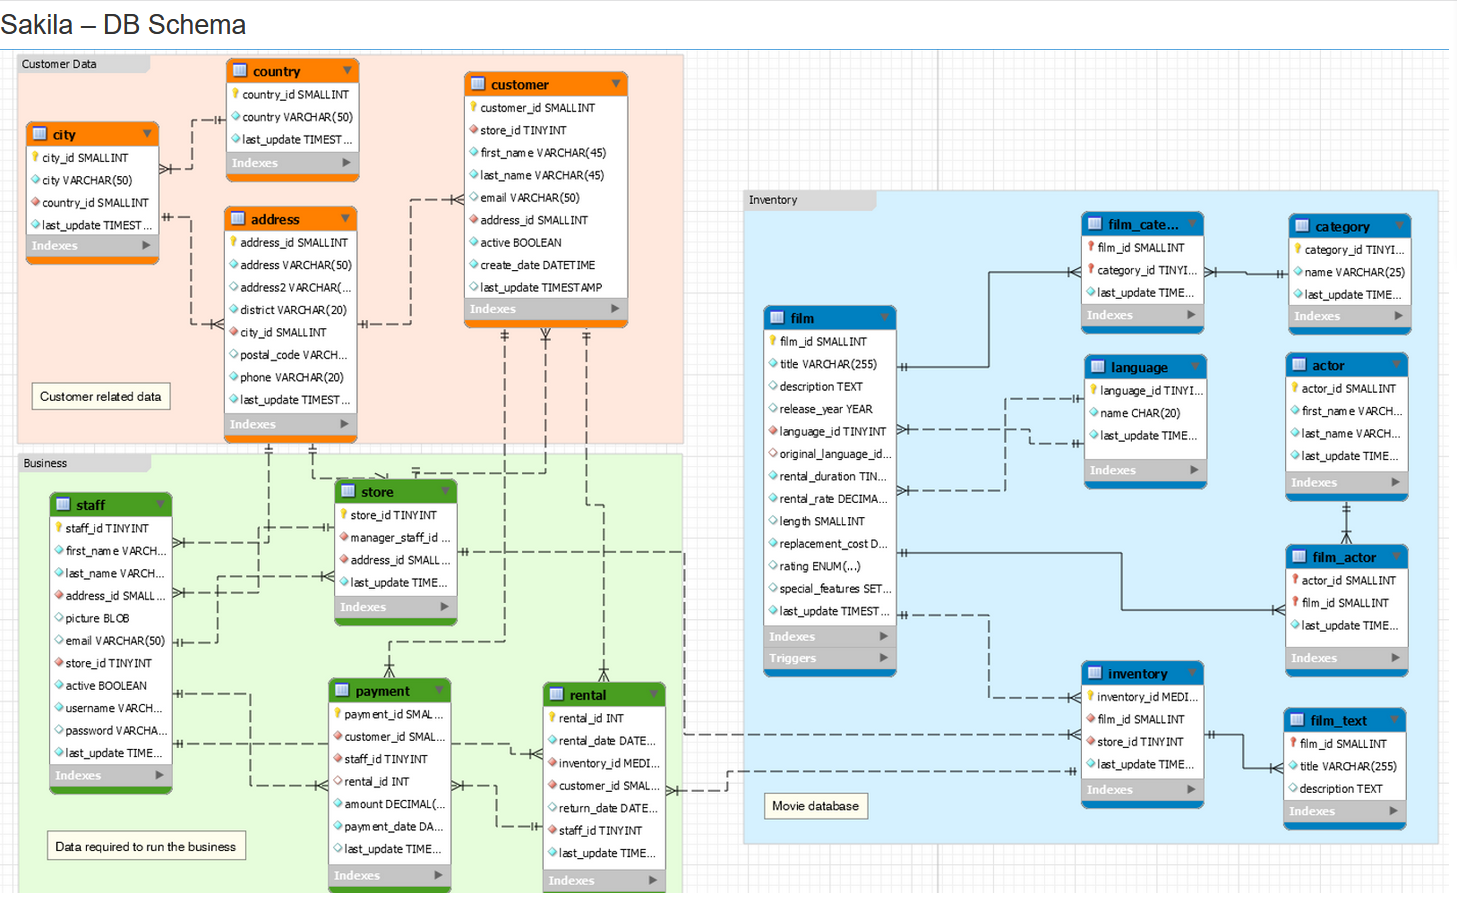 Sakila – DB Schema
Customer Data
country
country_id SMALLINT
country VARCHAR(50)
last_update TIMEST...
Indexes
city
city_id SMALLINT
city VARCHAR(50)
country_id SMALLINT
last_update TIMEST...
Indexes
address
address_id SMALLINT
address VARCHAR(50)
address2 VARCHAR(...
district VARCHAR(20)
city_id SMALLINT
postal_code VARCH...
phone VARCHAR(20)
last_update TIMEST...
Indexes
customer
customer_id SMALLINT
store_id TINYINT
first_name VARCHAR(45)
last_name VARCHAR(45)
email VARCHAR(50)
address_id SMALLINT
active BOOLEAN
create_date DATETIME
last_update TIMESTAMP
Indexes
Customer related data
Business
staff
staff_id TINYINT
first_name VARCH...
last_name VARCH...
address_id SMALL...
picture BLOB
email VARCHAR(50)
store_id TINYINT
active BOOLEAN
username VARCH...
password VARCHA...
last_update TIME...
Indexes
store
store_id TINYINT
manager_staff_id ...
address_id SMALL...
last_update TIME...
Indexes
payment
payment_id SMAL...
customer_id SMAL...
staff_id TINYINT
rental_id INT
amount DECIMAL(...
payment_date DA...
last_update TIME...
Indexes
rental
rental_id INT
rental_date DATE...
inventory_id MEDI...
customer_id SMAL...
return_date DATE...
staff_id TINYINT
last_update TIME...
Indexes
Data required to run the business
Inventory
film
film_id SMALLINT
title VARCHAR(255)
description TEXT
release_year YEAR
language_id TINYINT
original_language_id...
rental_duration TIN...
rental_rate DECIMA...
length SMALLINT
replacement_cost D...
rating ENUM(...)
special_features SET...
last_update TIMEST...
Indexes
Triggers
film_cate...
film_id SMALLINT
category_id TINYI...
last_update TIME...
Indexes
category
category_id TINYI...
name VARCHAR(25)
last_update TIME...
Indexes
language
language_id TINYI...
name CHAR(20)
last_update TIME...
Indexes
actor
actor_id SMALLINT
first_name VARCH...
last_name VARCH...
last_update TIME...
Indexes
film_actor
actor_id SMALLINT
film_id SMALLINT
last_update TIME...
Indexes
inventory
inventory_id MEDI...
film_id SMALLINT
store_id TINYINT
last_update TIME...
Indexes
film_text
film_id SMALLINT
title VARCHAR(255)
description TEXT
Indexes
Movie database